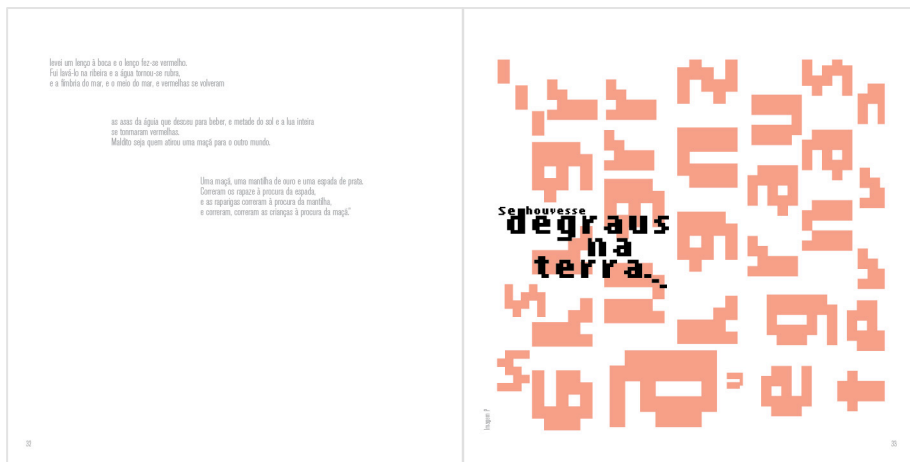 levei um lenço à boca e o lenço fez-se vermelho.
Fui lavá-lo na ribeira e a água tornou-se rubra,
e a fímbria do mar, e o meio do mar, e vermelhas se volveram
as asas da águia que desceu para beber, e metade do sol e a lua inteira
se tornaram vermelhas.
Maldito seja quem atirou uma maçã para o outro mundo.
Uma maçã, uma mantilha de ouro e uma espada de prata.
Correram os rapaze à procura da espada,
e as raparigas correram à procura da mantilha,
e correram, correram as crianças à procura da maçã."
Se houvesse
degraus
na
terra...
Imagem 7
35